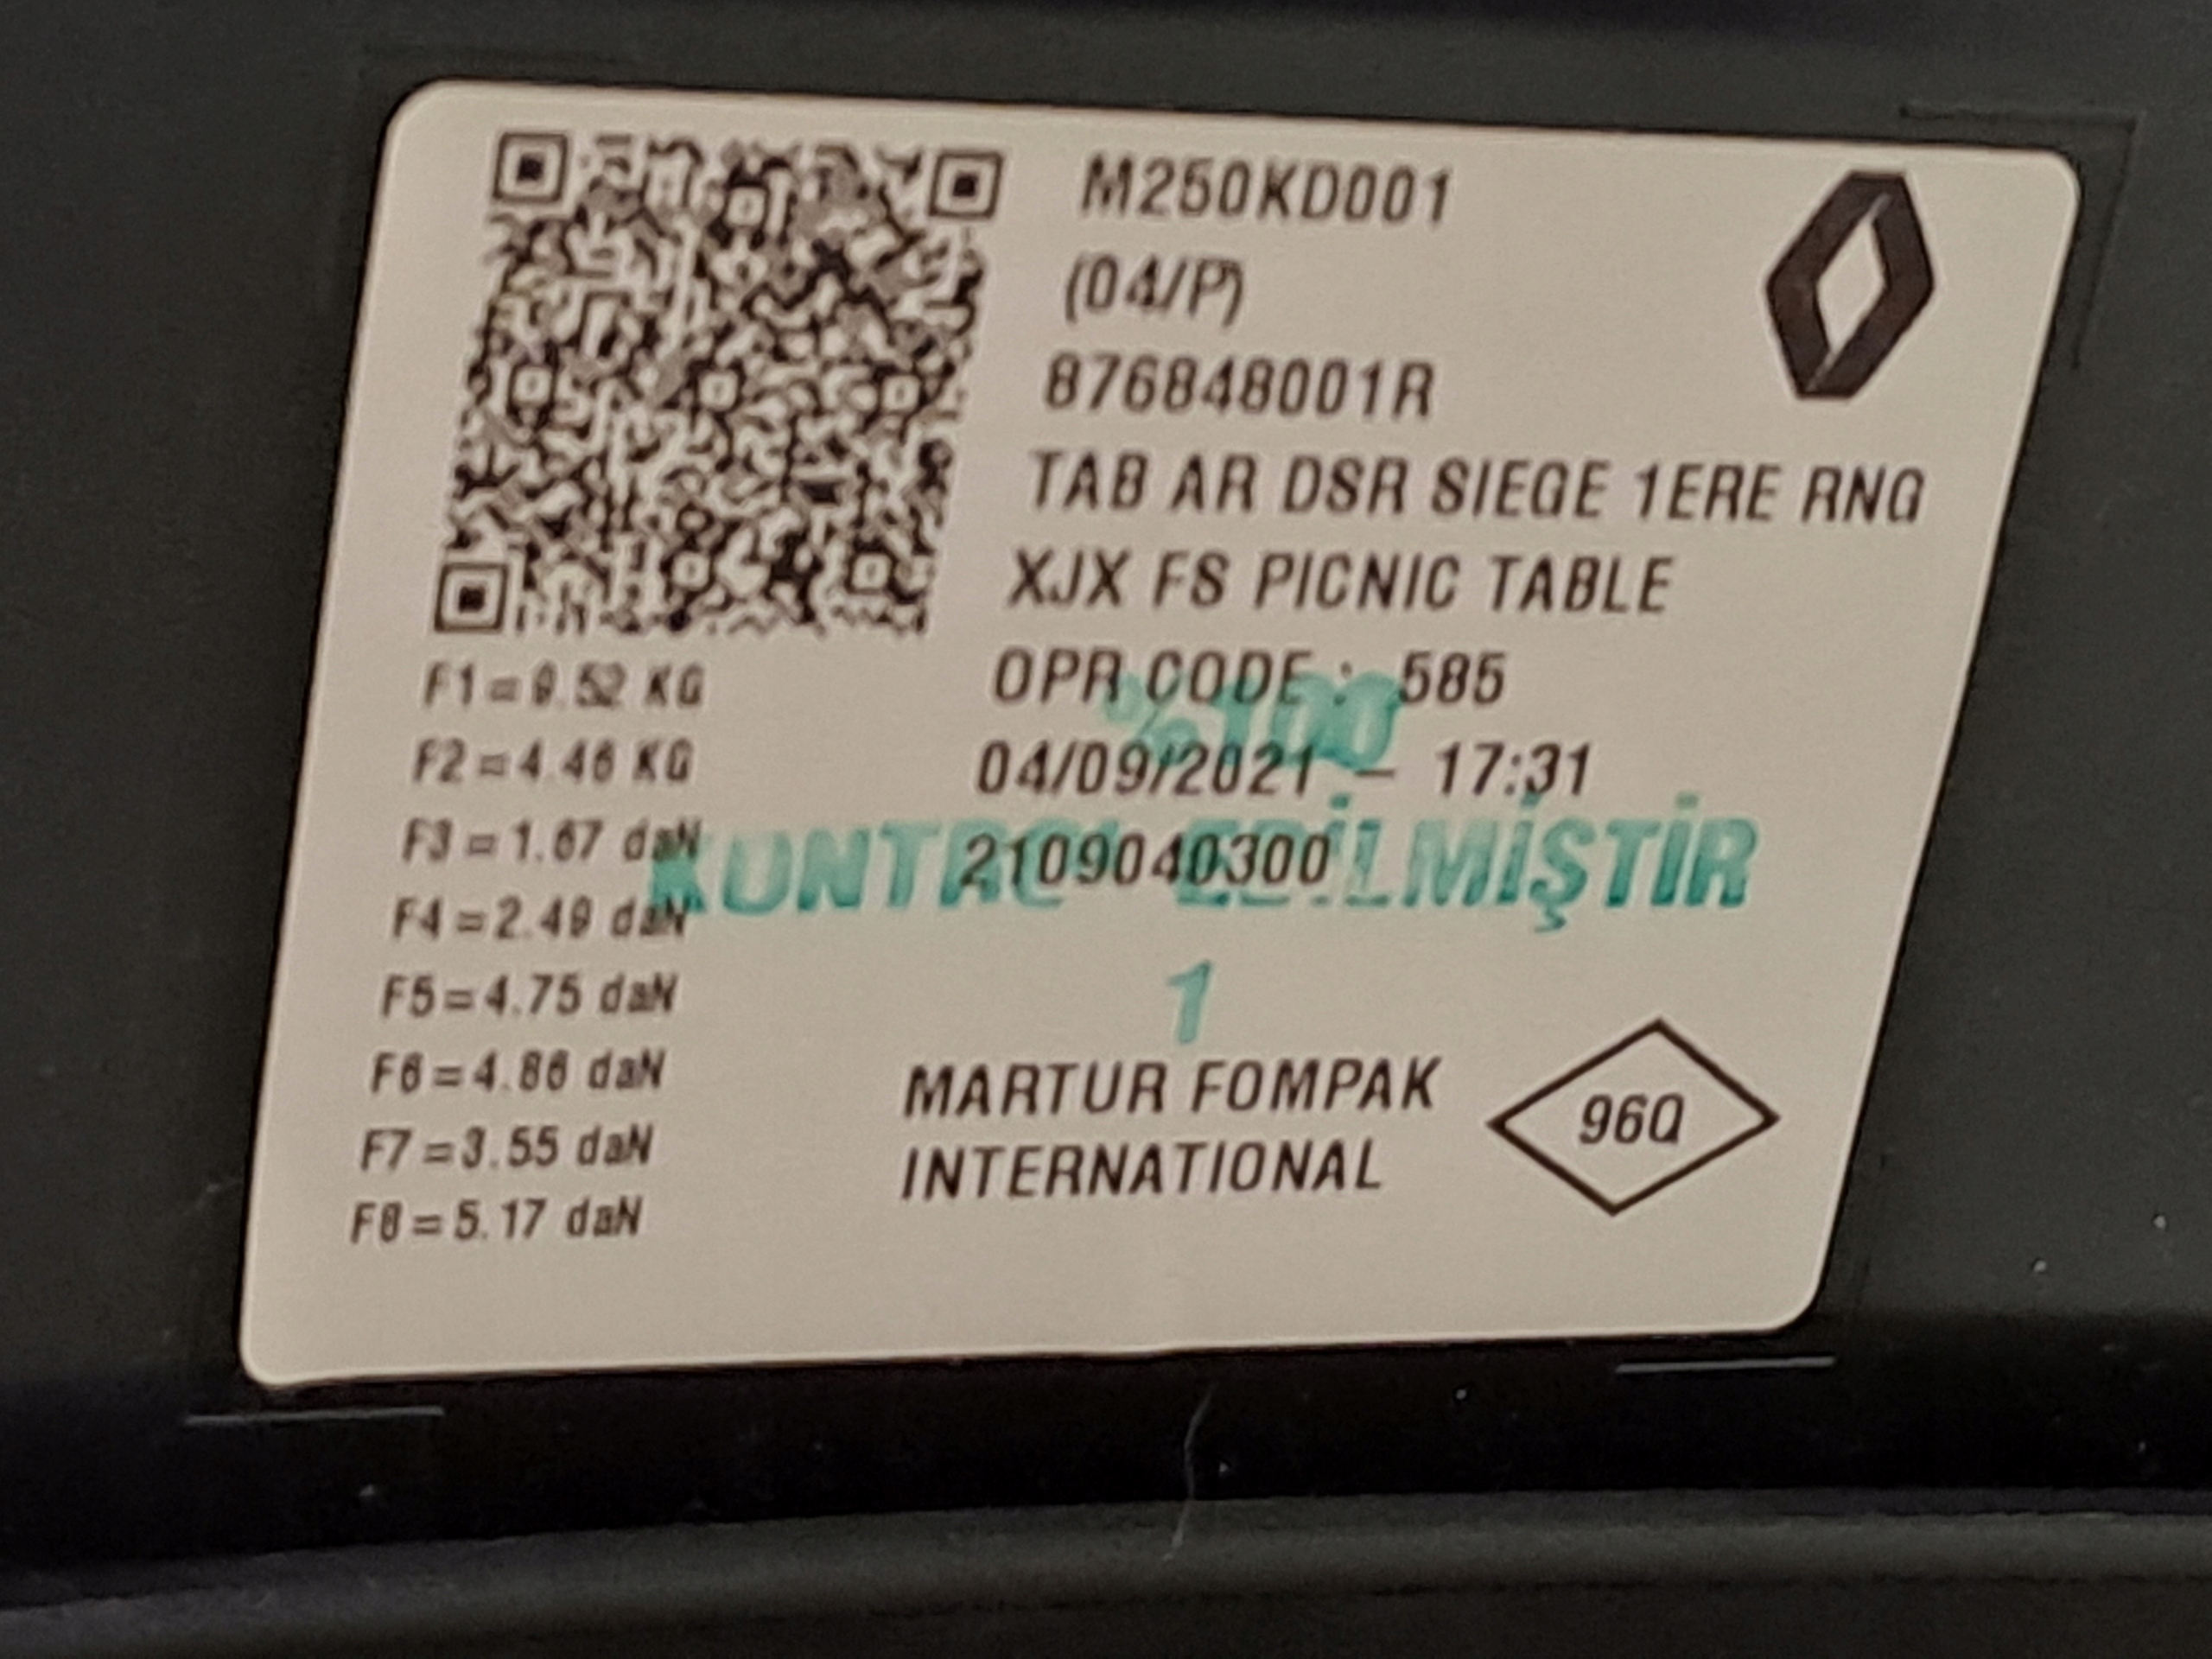 M250KD001
(04/P)
876848001R
TAB AR DSR SIEGE 1ERE RNG
XJX FS PICNIC TABLE
OPR CODE : 585
%100
04/09/2021 – 17:31
KONTROL EDİLMİŞTİR
2109040300
1
MARTUR FOMPAK
INTERNATIONAL
96Q
F1=9.52 KG
F2=4.46 KG
F3=1.67 daN
F4=2.49 daN
F5=4.75 daN
F6=4.86 daN
F7=3.55 daN
F8=5.17 daN